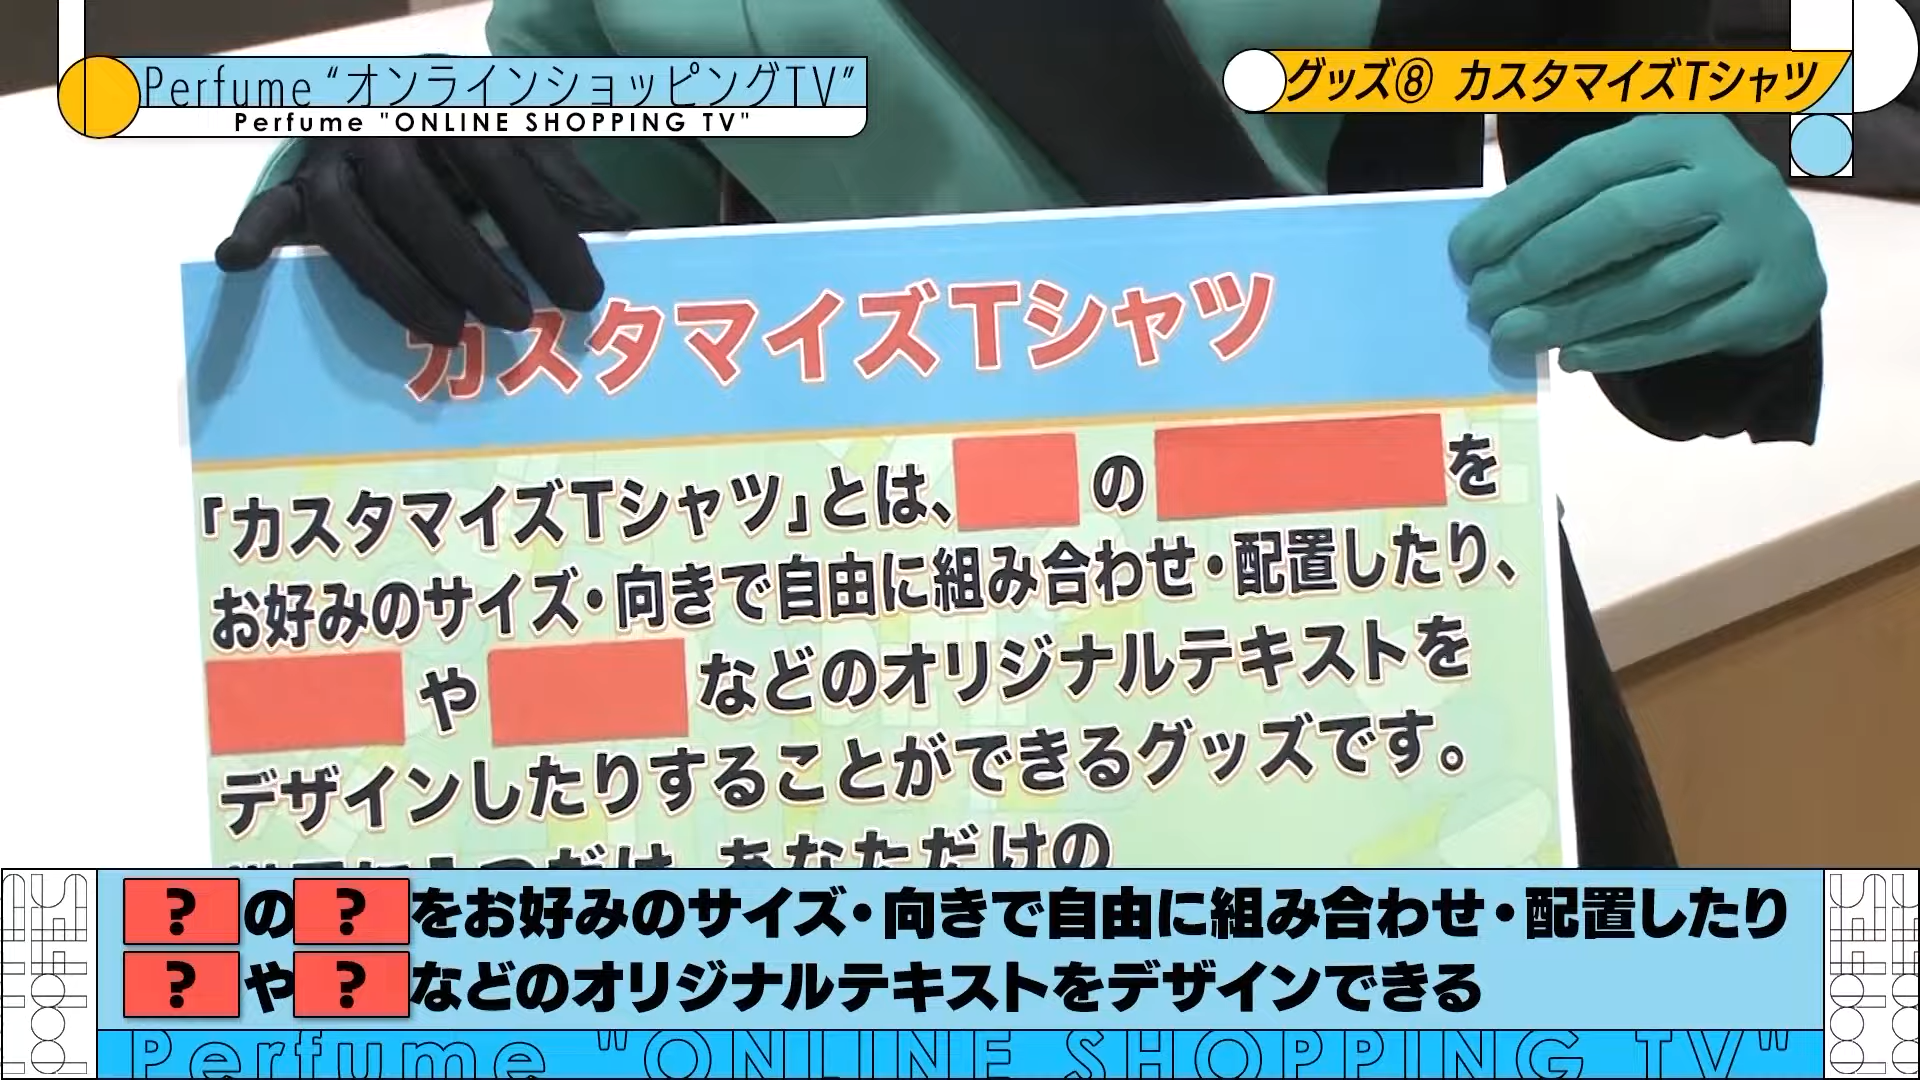 Perfume “オンラインショッピングTV”
Perfume "ONLINE SHOPPING TV"
グッズ⑧ カスタマイズTシャツ
カスタマイズTシャツ
「カスタマイズTシャツ」とは、 の を
お好みのサイズ・向きで自由に組み合わせ・配置したり、
や などのオリジナルテキストを
デザインしたりすることができるグッズです。
あなただけの
?の?をお好みのサイズ・向きで自由に組み合わせ・配置したり
?や?などのオリジナルテキストをデザインできる
Perfume "ONLINE SHOPPING TV"